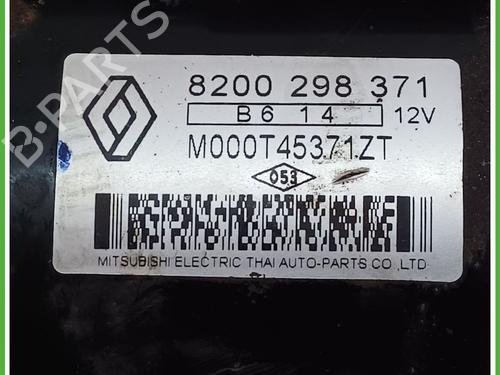 8200 298 371
B6 14 12V
M000T45371ZT
053
MITSUBISHI ELECTRIC THAI AUTO-PARTS CO.,LTD
B-PARTS